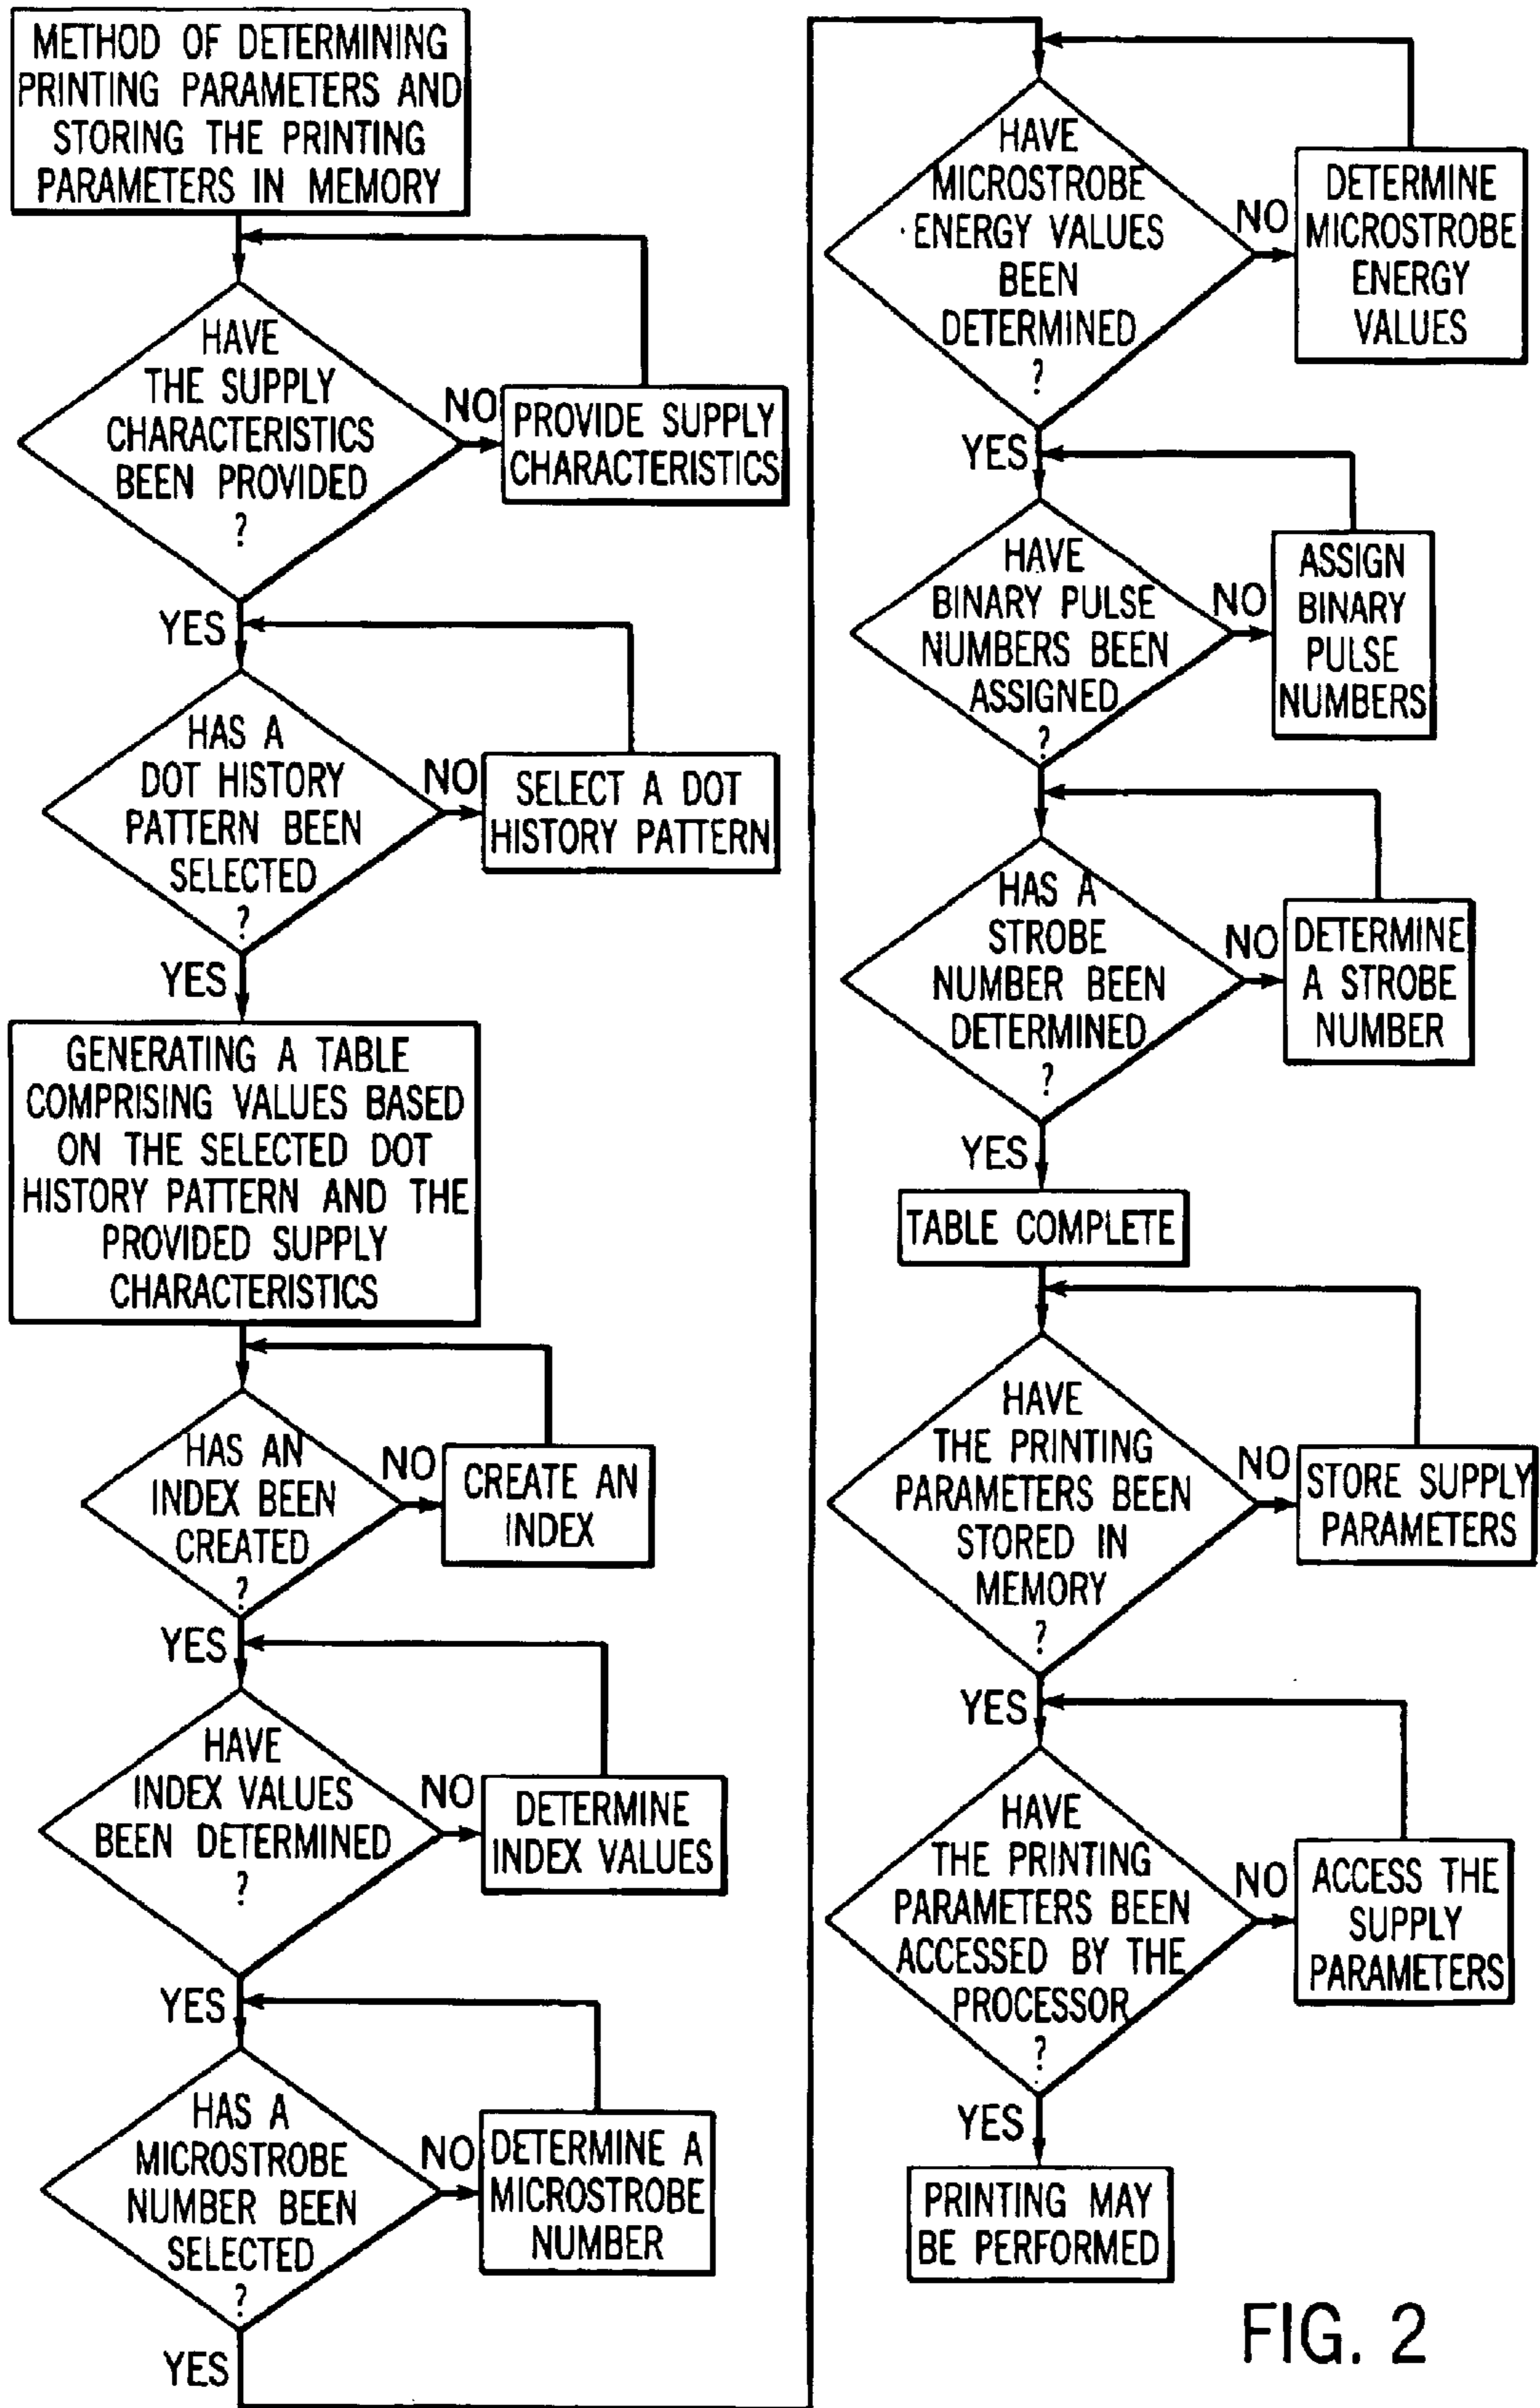 METHOD OF DETERMINING
PRINTING PARAMETERS AND
STORING THE PRINTING
PARAMETERS IN MEMORY
HAVE
THE SUPPLY
CHARACTERISTICS
BEEN PROVIDED
?
NO
PROVIDE SUPPLY
CHARACTERISTICS
YES
HAS A
DOT HISTORY
PATTERN BEEN
SELECTED
?
NO
SELECT A DOT
HISTORY PATTERN
YES
GENERATING A TABLE
COMPRISING VALUES BASED
ON THE SELECTED DOT
HISTORY PATTERN AND THE
PROVIDED SUPPLY
CHARACTERISTICS
HAS AN
INDEX BEEN
CREATED
?
NO
CREATE AN
INDEX
YES
HAVE
INDEX VALUES
BEEN DETERMINED
?
NO
DETERMINE
INDEX VALUES
YES
HAS A
MICROSTROBE
NUMBER BEEN
SELECTED
?
NO
DETERMINE A
MICROSTROBE
NUMBER
YES
HAVE
MICROSTROBE
ENERGY VALUES
BEEN
DETERMINED
?
NO
DETERMINE
MICROSTROBE
ENERGY
VALUES
YES
HAVE
BINARY PULSE
NUMBERS BEEN
ASSIGNED
?
NO
ASSIGN
BINARY
PULSE
NUMBERS
HAS A
STROBE
NUMBER BEEN
DETERMINED
?
NO
DETERMINE
A STROBE
NUMBER
YES
TABLE COMPLETE
HAVE
THE PRINTING
PARAMETERS BEEN
STORED IN
MEMORY
?
NO
STORE SUPPLY
PARAMETERS
YES
HAVE
THE PRINTING
PARAMETERS BEEN
ACCESSED BY THE
PROCESSOR
?
NO
ACCESS THE
SUPPLY
PARAMETERS
YES
PRINTING MAY
BE PERFORMED
FIG. 2